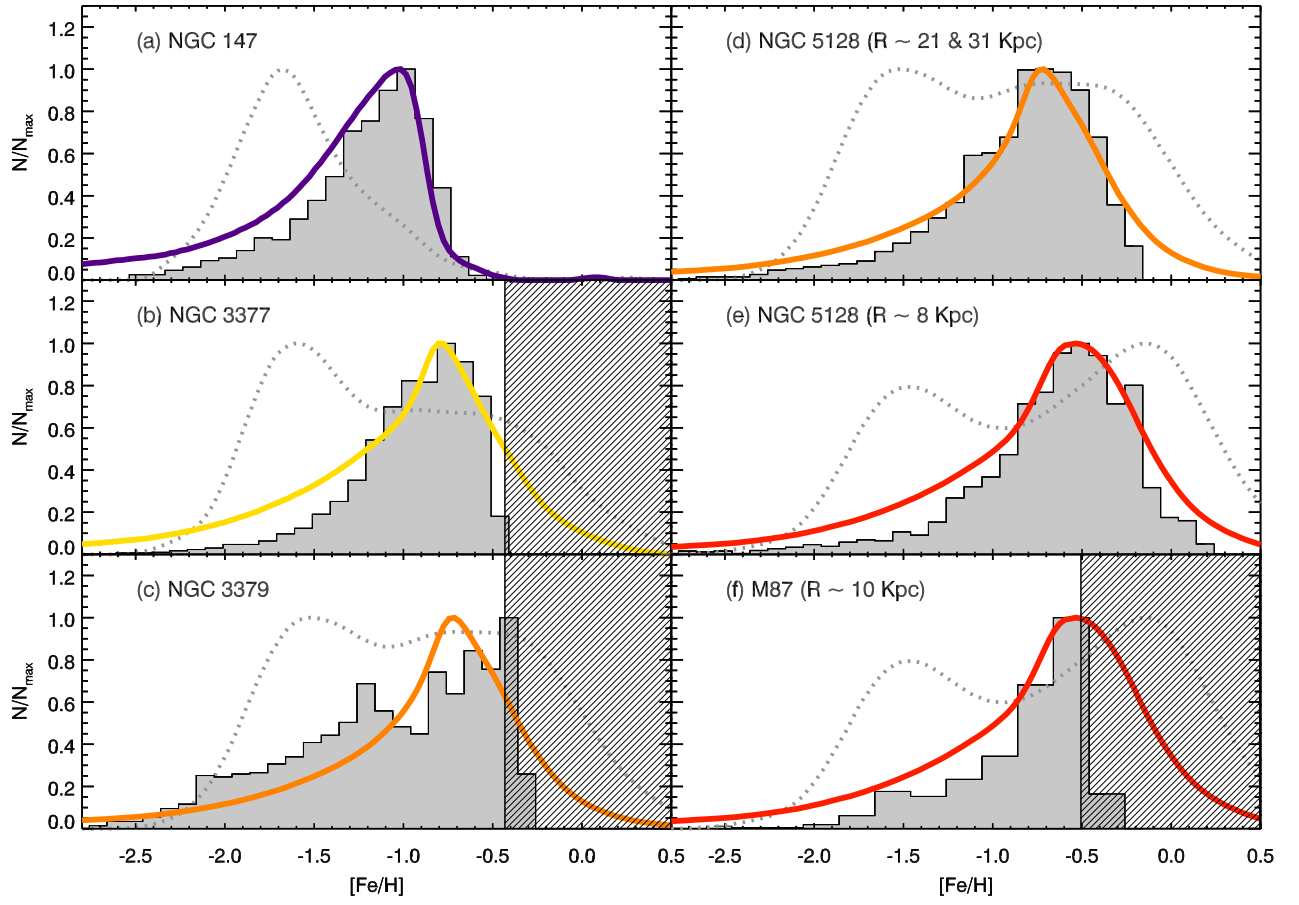 (a) NGC 147
(d) NGC 5128 (R ~ 21 & 31 Kpc)
1.2
1.0
0.8
0.6
0.4
0.2
0.0
N/Nmax
(b) NGC 3377
(e) NGC 5128 (R ~ 8 Kpc)
1.2
1.0
0.8
0.6
0.4
0.2
0.0
N/Nmax
(c) NGC 3379
(f) M87 (R ~ 10 Kpc)
1.2
1.0
0.8
0.6
0.4
0.2
0.0
N/Nmax
-2.5 -2.0 -1.5 -1.0 -0.5 0.0 0.5
-2.5 -2.0 -1.5 -1.0 -0.5 0.0 0.5
[Fe/H]
[Fe/H]